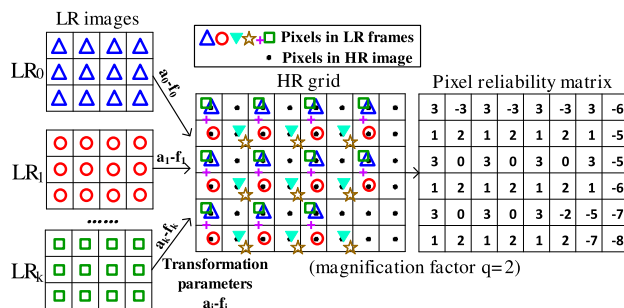 LR images
Pixels in LR frames
Pixels in HR image
LR0
a0-f0
HR grid
Pixel reliability matrix
3 -3 3 -3 3 3 3 -6
1 2 1 2 1 2 1 -5
3 0 3 0 3 0 3 -5
1 2 1 2 1 2 1 -6
3 0 3 0 3 -2 -5 -7
1 2 1 2 1 2 -7 -8
LR1
a1-f1
......
LRk
ak-fk
Transformation
parameters
ai-fi
(magnification factor q=2)